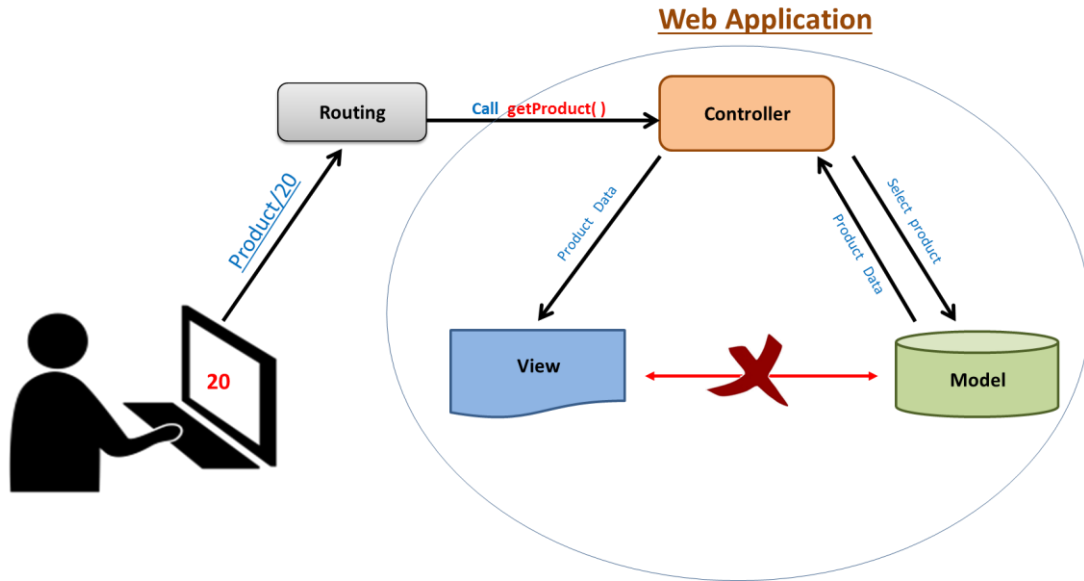 Web Application
Routing
Call getProduct( )
Controller
Product/20
Product Data
Select product
Product Data
View
Model
20